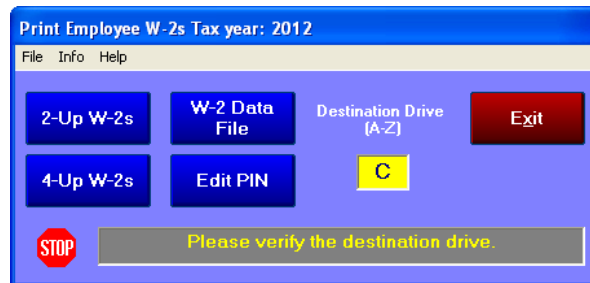 Print Employee W-2s Tax year: 2012
File Info Help
2-Up W-2s
W-2 Data
File
Destination Drive
(A-Z)
Exit
4-Up W-2s
Edit PIN
C
STOP
Please verify the destination drive.